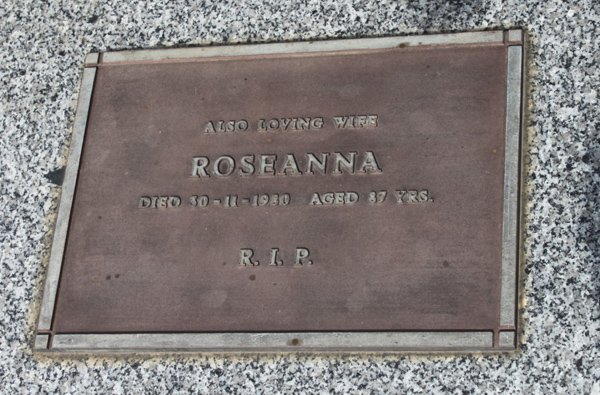 ALSO LOVING WIFE
ROSEANNA
DIED 30-11-1980 AGED 87 YRS.
R. I. P.